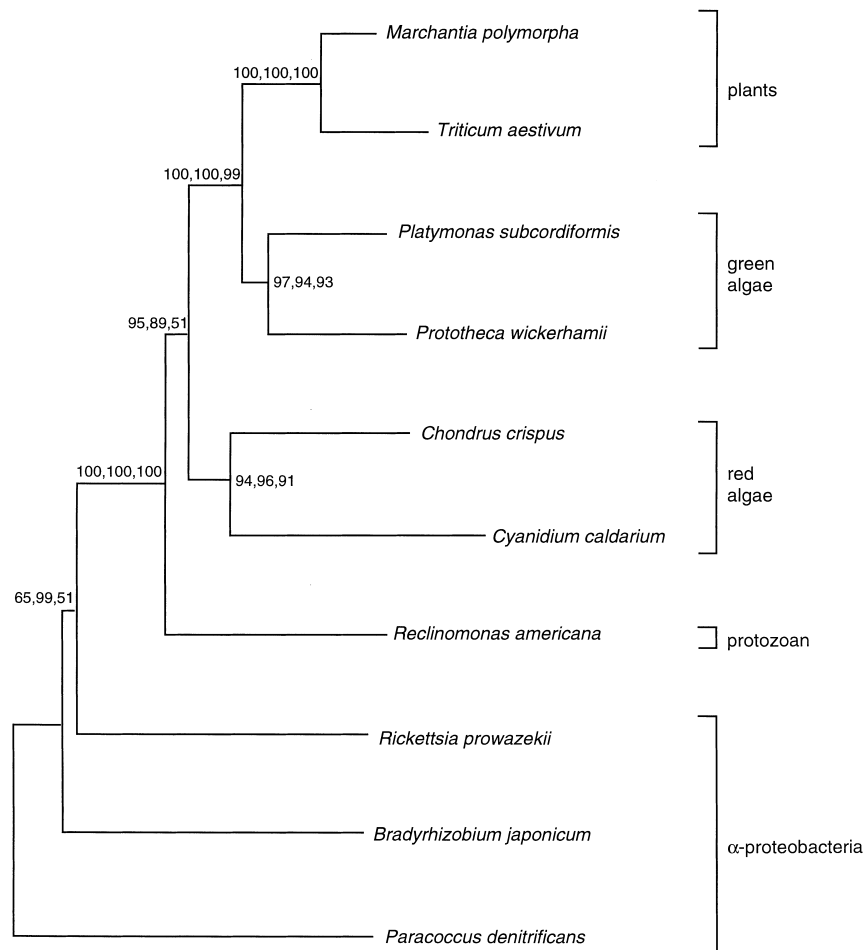 Marchantia polymorpha
100,100,100
plants
Triticum aestivum
100,100,99
Platymonas subcordiformis
green
algae
97,94,93
95,89,51
Prototheca wickerhamii
Chondrus crispus
100,100,100
94,96,91
red
algae
Cyanidium caldarium
65,99,51
Reclinomonas americana
protozoan
Rickettsia prowazekii
Bradyrhizobium japonicum
α-proteobacteria
Paracoccus denitrificans